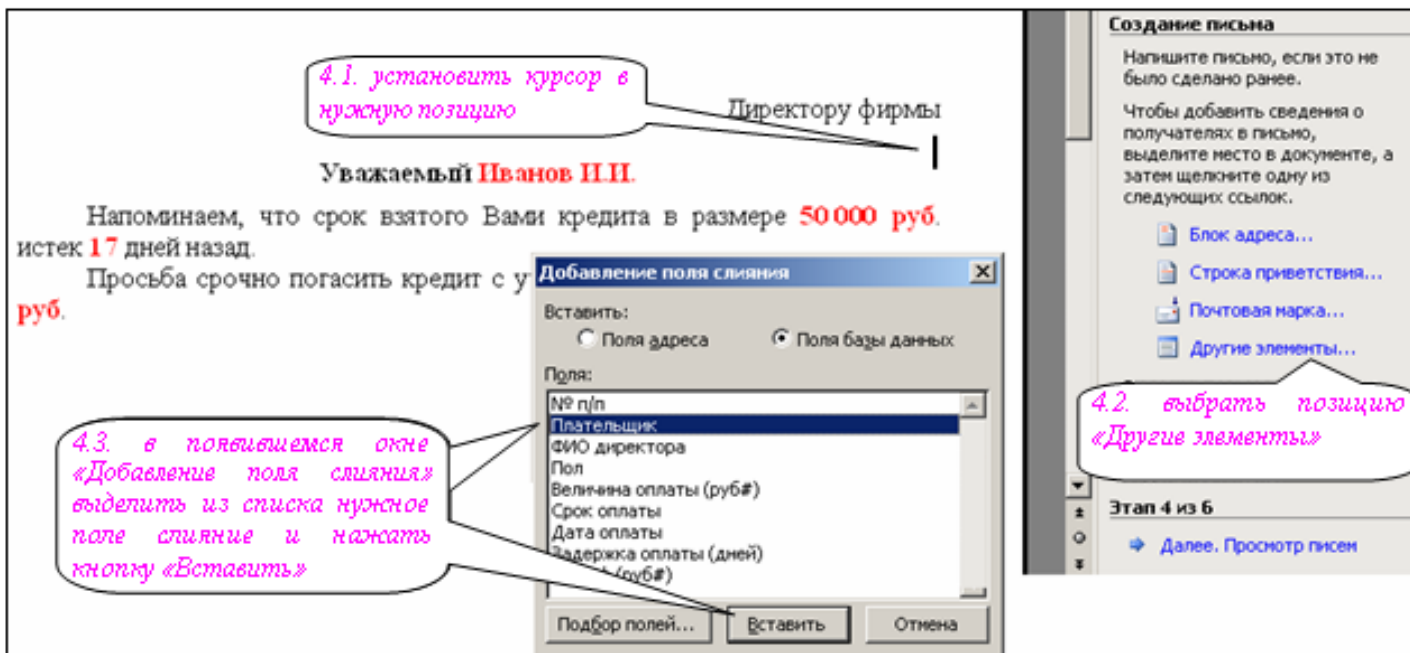 4.1. установить курсор в
нужную позицию
Директору фирмы
Уважаемый Иванов И.И.
Напоминаем, что срок взятого Вами кредита в размере 50 000 руб.
истек 17 дней назад.
Просьба срочно погасить кредит с у
руб.
Добавление поля слияния
Вставить:
Поля адреса
Поля базы данных
Поля:
№ п/п
Плательщик
ФИО директора
Пол
Величина оплаты (руб#)
Срок оплаты
Дата оплаты
Задержка оплаты (дней)
(руб#)
Подбор полей...
Вставить
Отмена
4.3. в появившемся окне
«Добавление поля слияния»
выделить из списка нужное
поле слияние и нажать
кнопку «Вставить»
Создание письма
Напишите письмо, если это не
было сделано ранее.
Чтобы добавить сведения о
получателях в письмо,
выделите место в документе, а
затем щелкните одну из
следующих ссылок.
Блок адреса...
Строка приветствия...
Почтовая марка...
Другие элементы...
4.2. выбрать позицию
«Другие элементы»
Этап 4 из 6
Далее. Просмотр писем